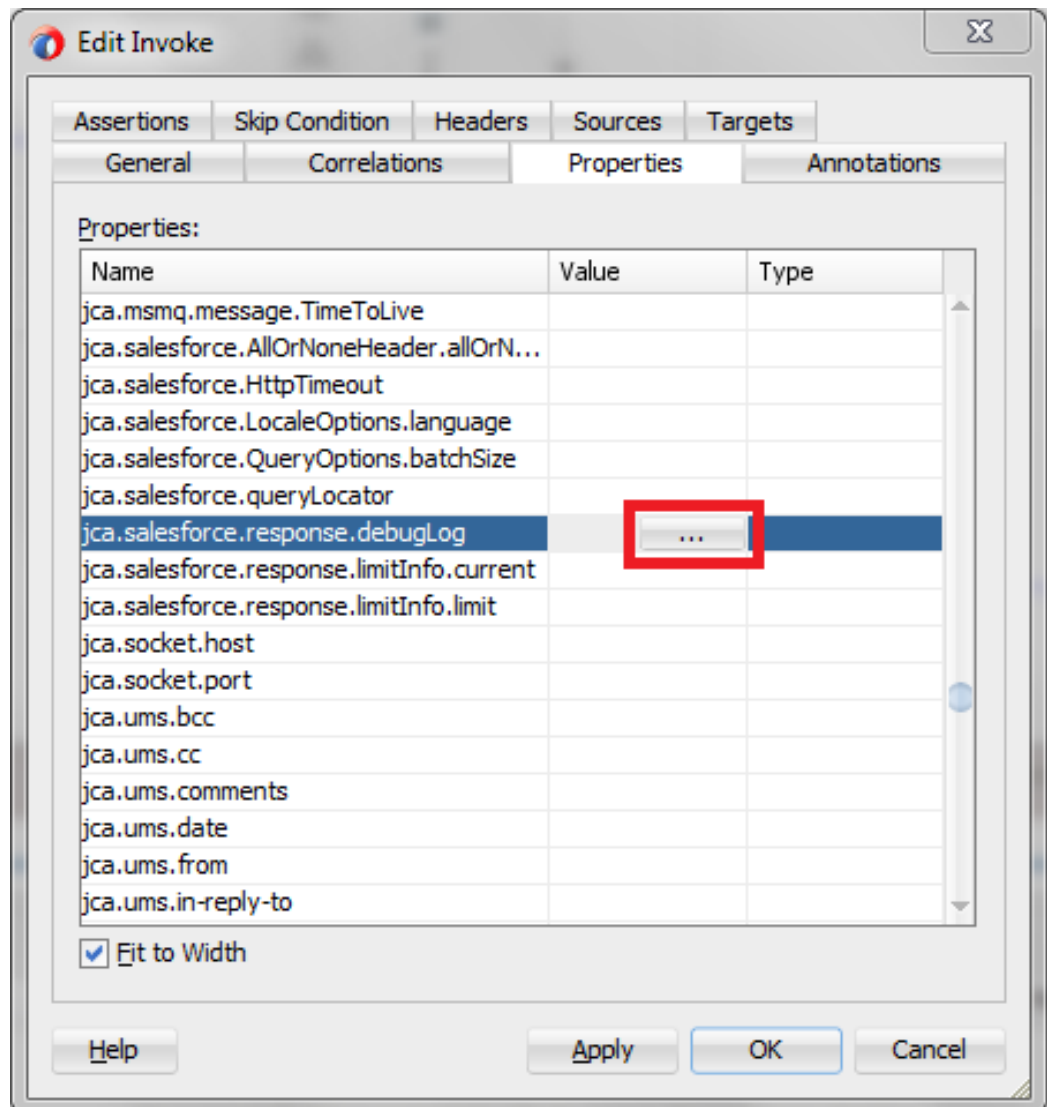 Edit Invoke
Assertions Skip Condition Headers Sources Targets
General Correlations Properties Annotations
Properties:
Name Value Type
jca.msmq.message.TimeToLive
jca.salesforce.AllOrNoneHeader.allOrN...
jca.salesforce.HttpTimeout
jca.salesforce.LocaleOptions.language
jca.salesforce.QueryOptions.batchSize
jca.salesforce.queryLocator
jca.salesforce.response.debugLog ...
jca.salesforce.response.limitInfo.current
jca.salesforce.response.limitInfo.limit
jca.socket.host
jca.socket.port
jca.ums.bcc
jca.ums.cc
jca.ums.comments
jca.ums.date
jca.ums.from
jca.ums.in-reply-to
Fit to Width
Help Apply OK Cancel